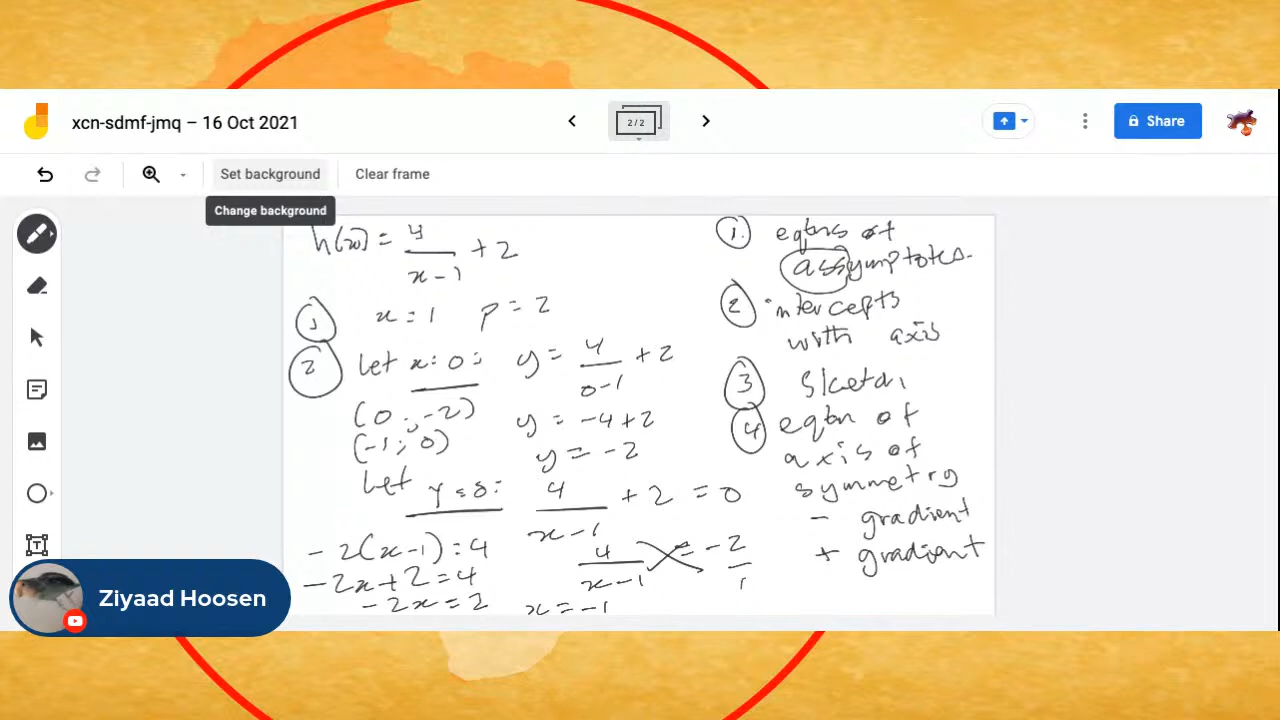 xcn-sdmf-jmq – 16 Oct 2021
2 / 2
Share
Set background
Clear frame
Change background
h(x) = 4/(x-1) + 2
① x = 1 p = 2
② Let x = 0: y = 4/(0-1) + 2
(0 ; -2) y = -4 + 2
(-1 ; 0) y = -2
Let y = 0: 4/(x-1) + 2 = 0
-2(x-1) = 4 4/(x-1) = -2/1
-2x + 2 = 4
-2x = 2 x = -1
① eqtns of
assymptotes.
② intercepts
with axis
③ Sketch
④ eqtn of
axis of
symmetry
- gradient
+ gradient
Ziyaad Hoosen